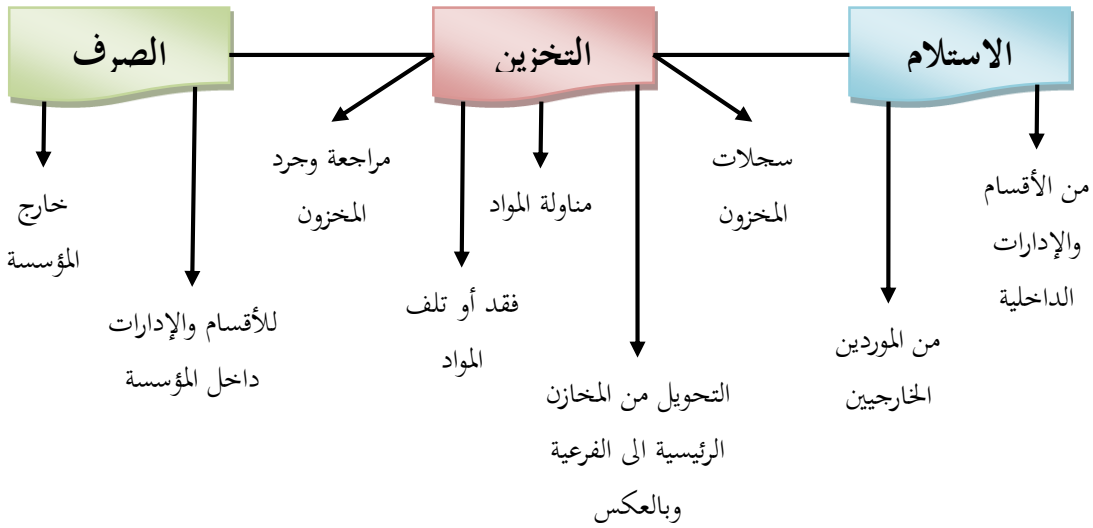 الاستلام
التخزين
الصرف
من الأقسام
والإدارات
الداخلية
من الموردين
الخارجيين
سجلات
المخزون
التحويل من المخازن
الرئيسية الى الفرعية
وبالعكس
مناولة المواد
فقد أو تلف
المواد
مراجعة وجرد
المخزون
للأقسام والإدارات
داخل المؤسسة
خارج
المؤسسة